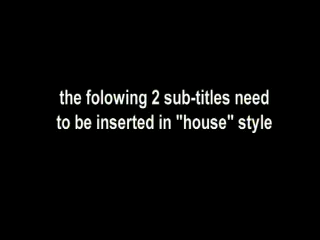 the folowing 2 sub-titles need
to be inserted in "house" style